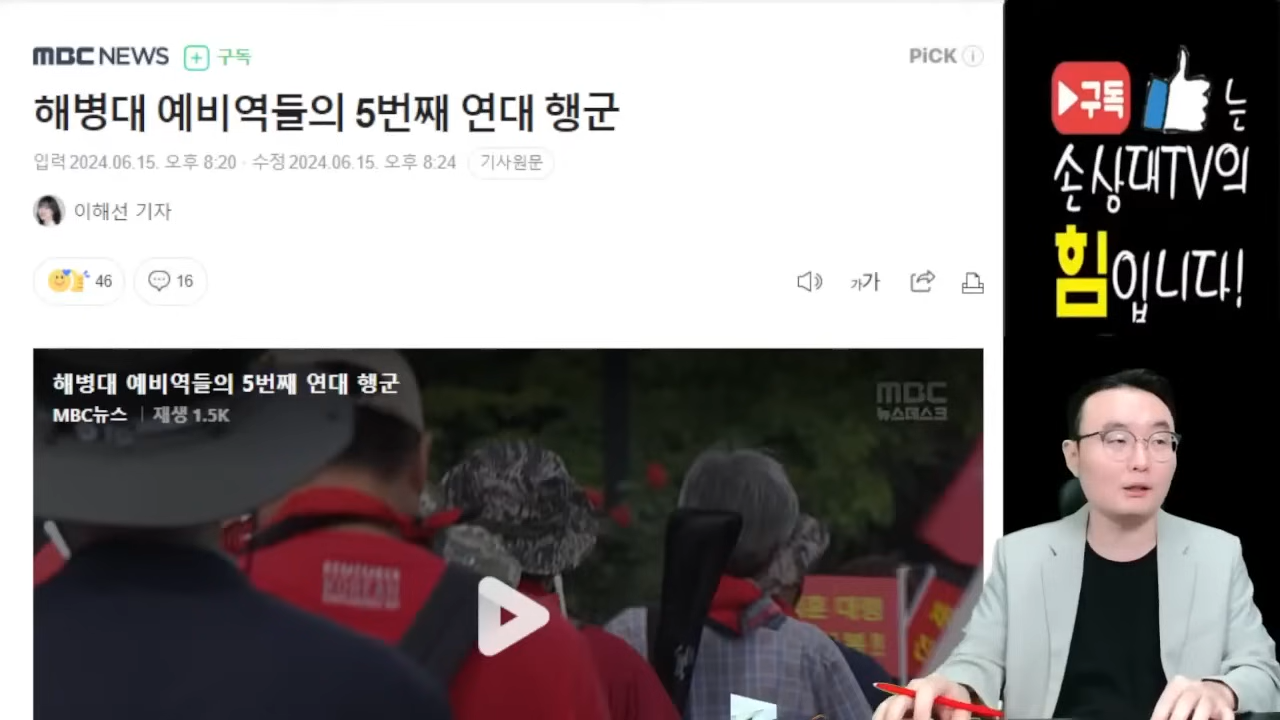 MBC NEWS 구독
PiCK
해병대 예비역들의 5번째 연대 행군
입력 2024.06.15. 오후 8:20 · 수정 2024.06.15. 오후 8:24 기사원문
이해선 기자
46 16
가가
해병대 예비역들의 5번째 연대 행군
MBC뉴스 | 재생 1.5K
MBC
뉴스데스크
구독 는
손상대TV의
힘입니다!